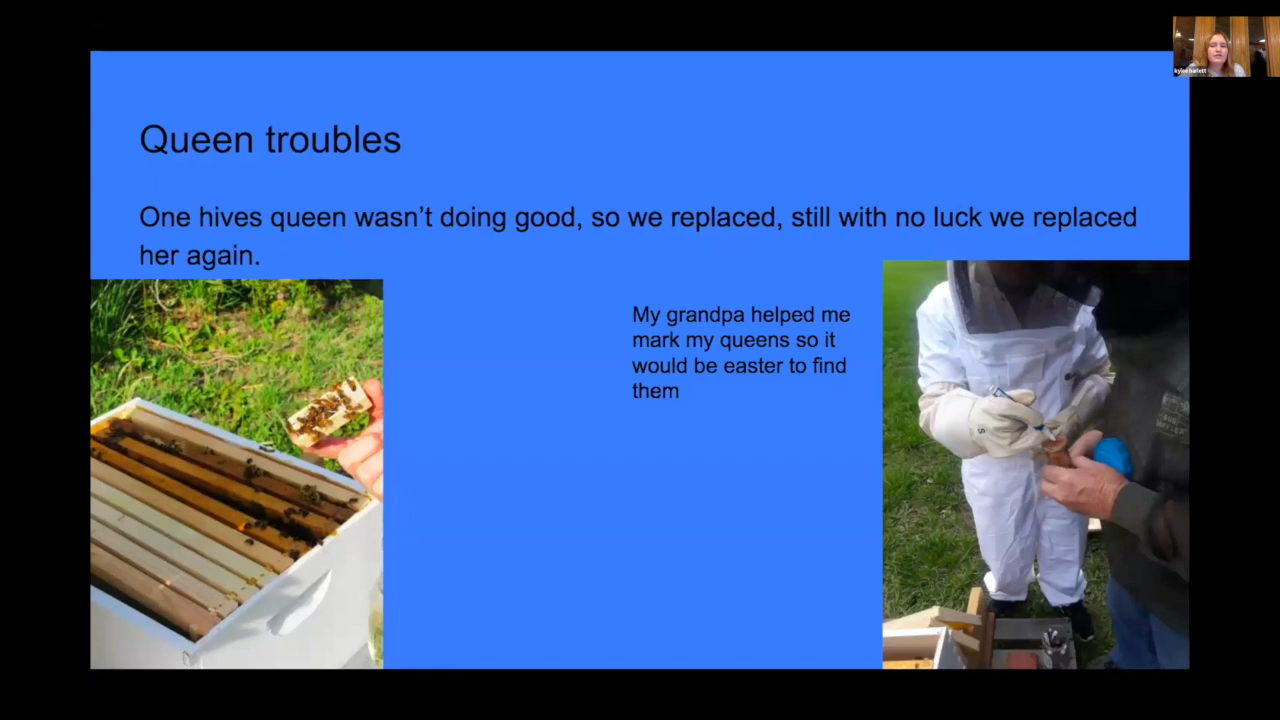 Queen troubles
One hives queen wasn’t doing good, so we replaced, still with no luck we replaced
her again.
My grandpa helped me
mark my queens so it
would be easter to find
them